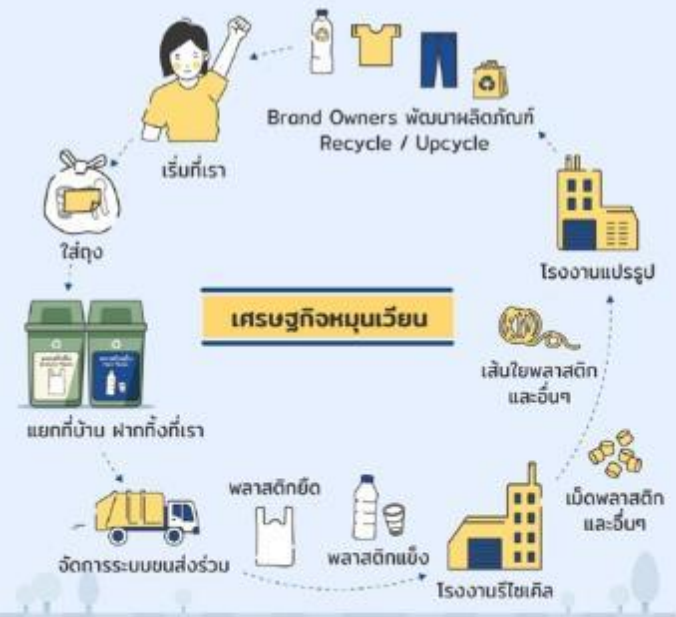 Brand Owners พัฒนาผลิตภัณฑ์
Recycle / Upcycle
เริ่มที่เรา
ใส่ถุง
โรงงานแปรรูป
เศรษฐกิจหมุนเวียน
เส้นใยพลาสติก
และอื่นๆ
แยกที่บ้าน ฝากทิ้งที่เรา
เม็ดพลาสติก
และอื่นๆ
พลาสติกยืด
พลาสติกแข็ง
จัดการระบบขนส่งร่วม
โรงงานรีไซเคิล